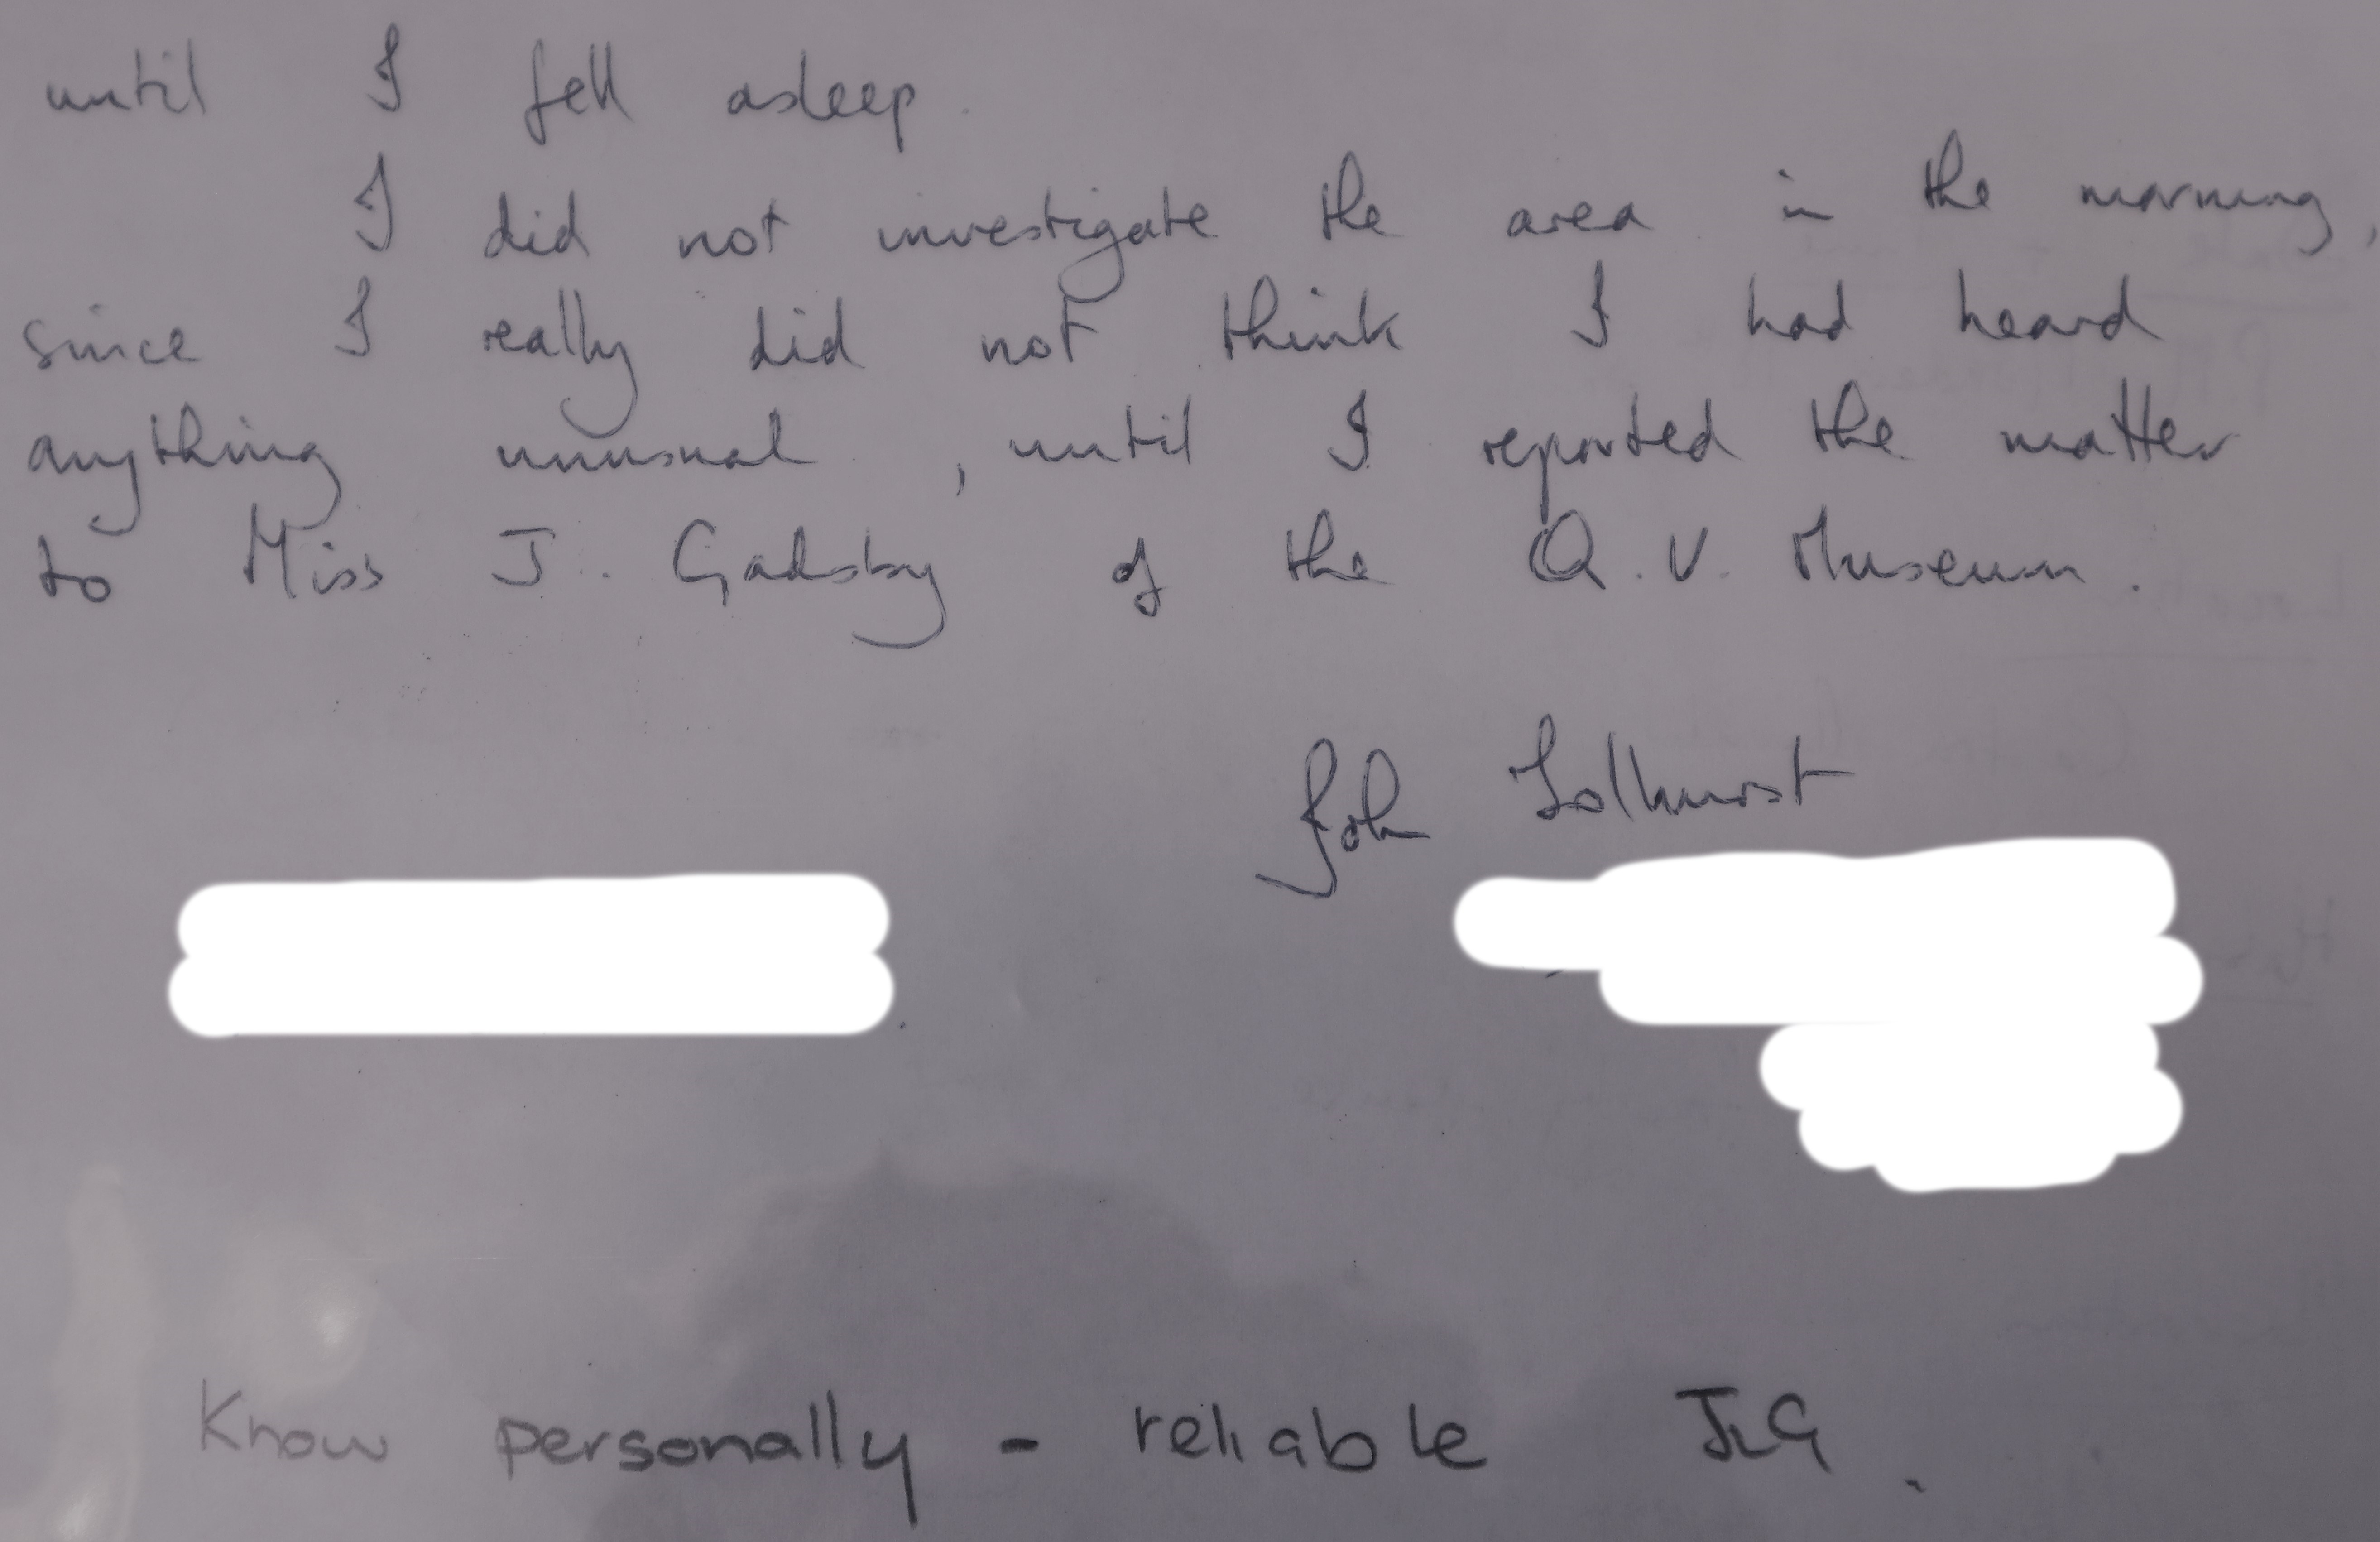 until I fell asleep.
I did not investigate the area in the morning,
since I really did not think I had heard
anything unusual, until I reported the matter
to Miss J. Gadsby of the Q.V. Museum.
John Tolhurst
Know personally - reliable JLG.